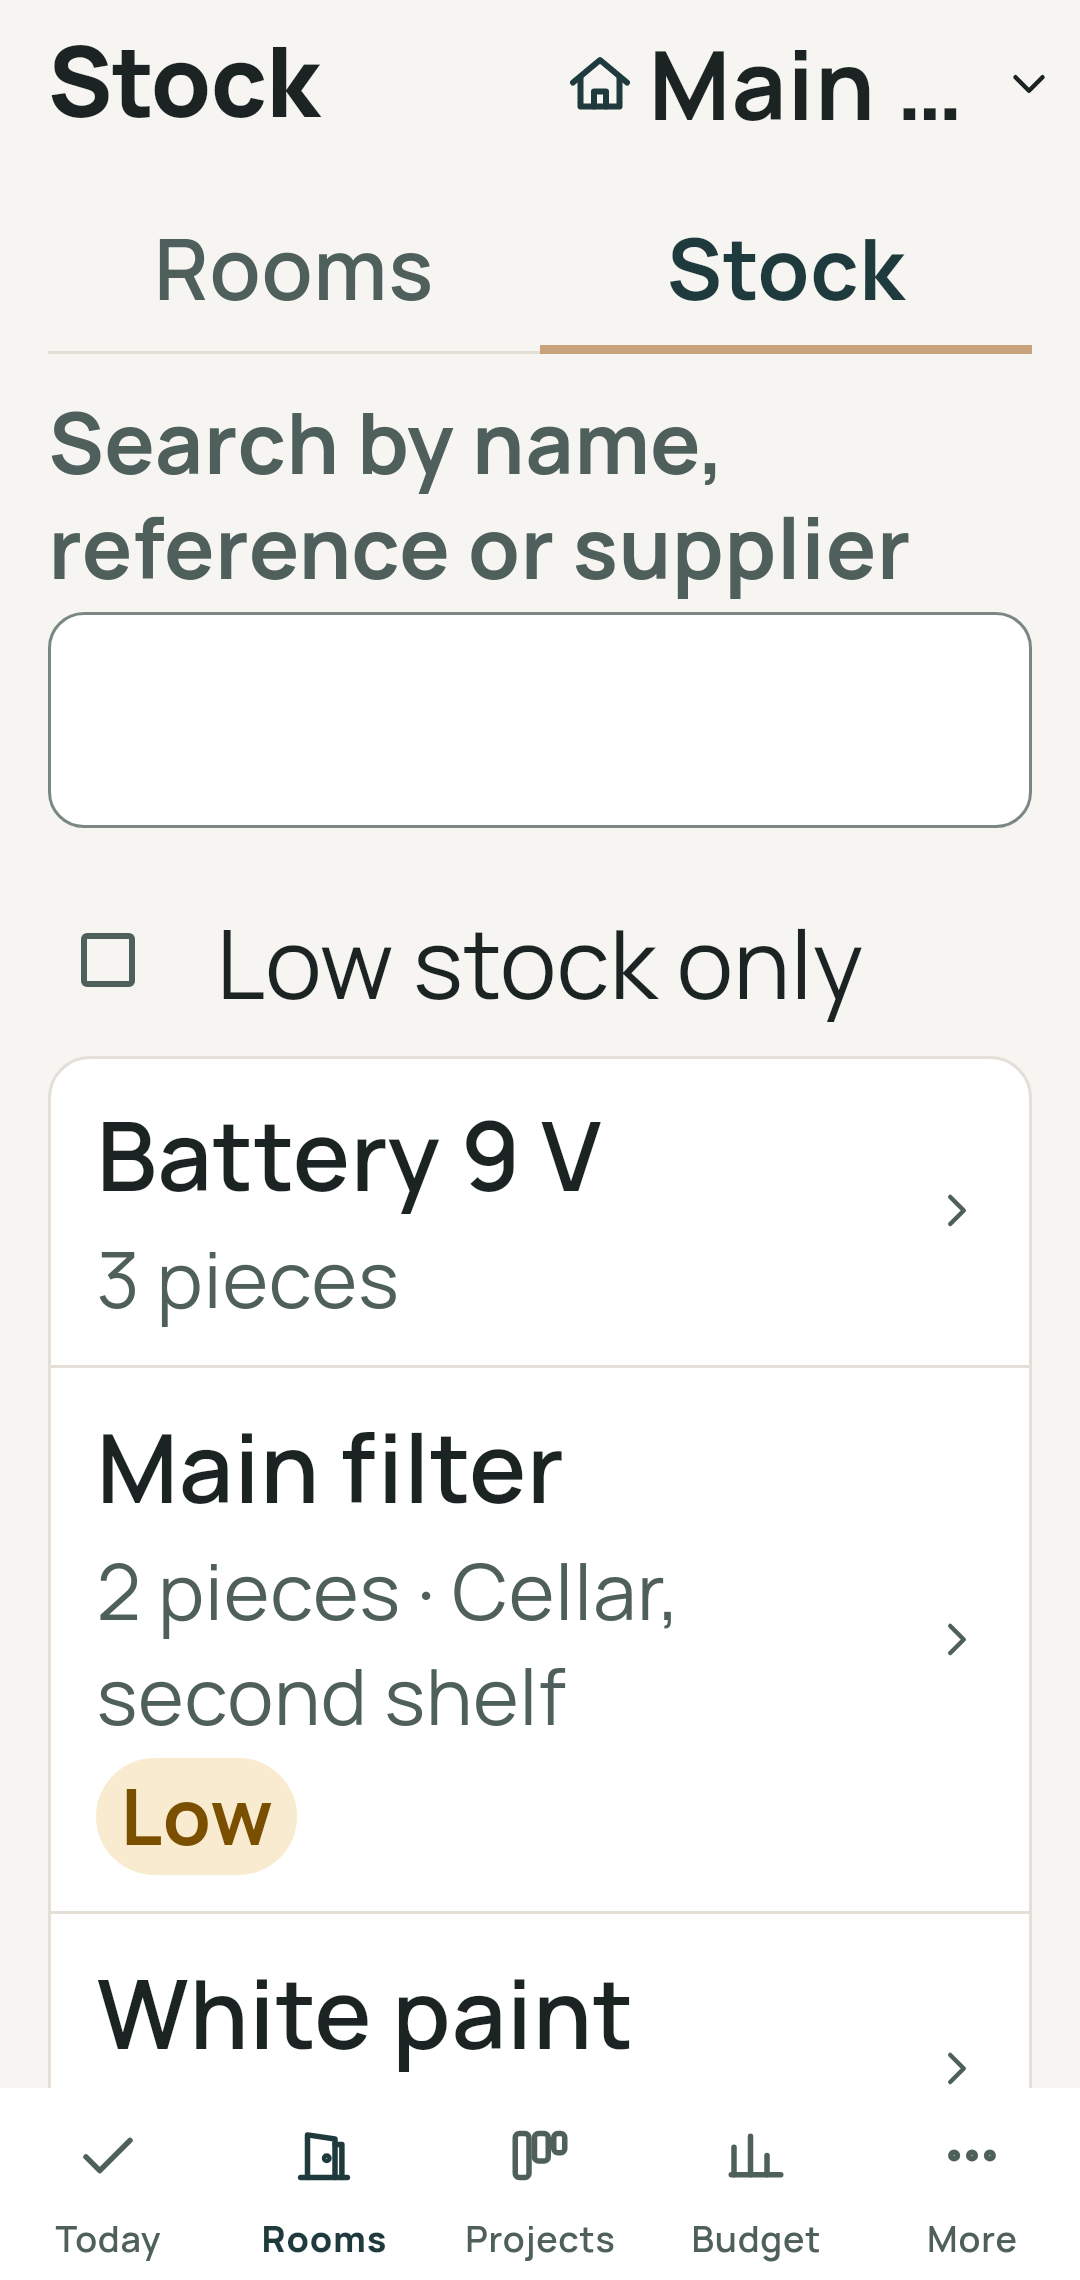 Stock
Main ...
Rooms
Stock
Search by name,
reference or supplier
Low stock only
Battery 9 V
3 pieces
Main filter
2 pieces · Cellar,
second shelf
Low
White paint
Today
Rooms
Projects
Budget
More